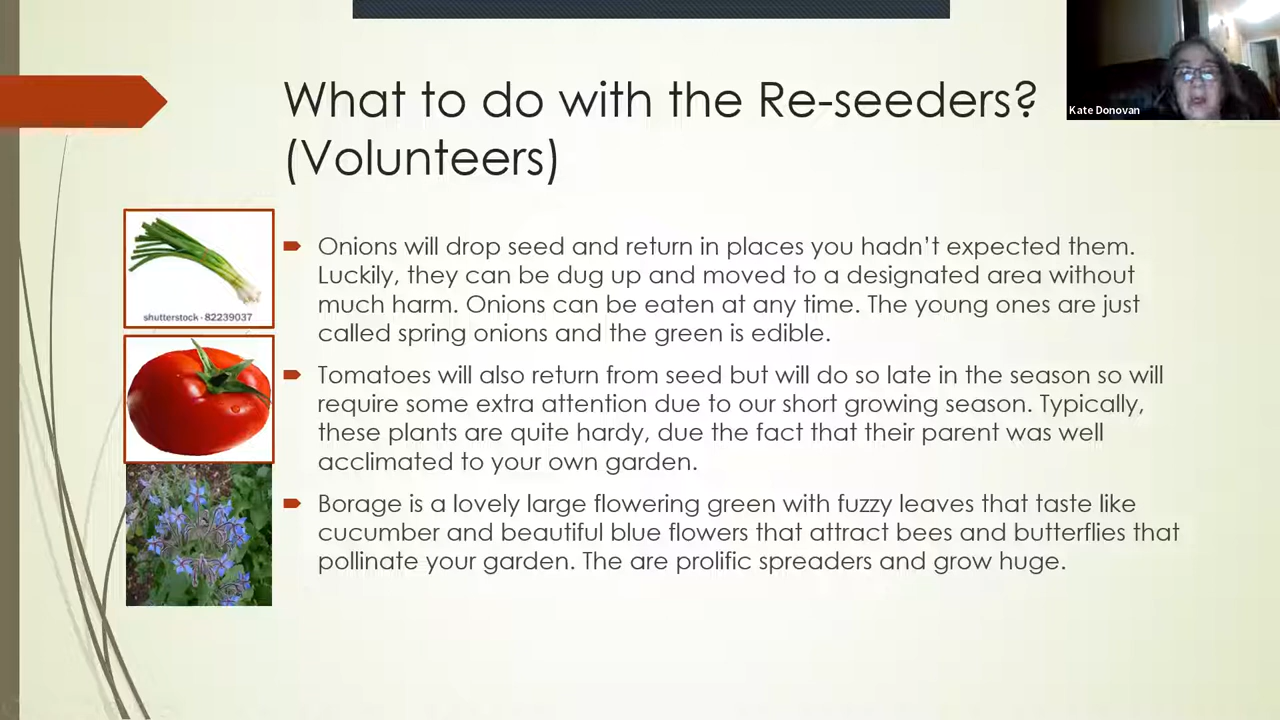 What to do with the Re-seeders?
(Volunteers)
Kate Donovan
shutterstock · 82239037
Onions will drop seed and return in places you hadn’t expected them.
Luckily, they can be dug up and moved to a designated area without
much harm. Onions can be eaten at any time. The young ones are just
called spring onions and the green is edible.
Tomatoes will also return from seed but will do so late in the season so will
require some extra attention due to our short growing season. Typically,
these plants are quite hardy, due the fact that their parent was well
acclimated to your own garden.
Borage is a lovely large flowering green with fuzzy leaves that taste like
cucumber and beautiful blue flowers that attract bees and butterflies that
pollinate your garden. The are prolific spreaders and grow huge.